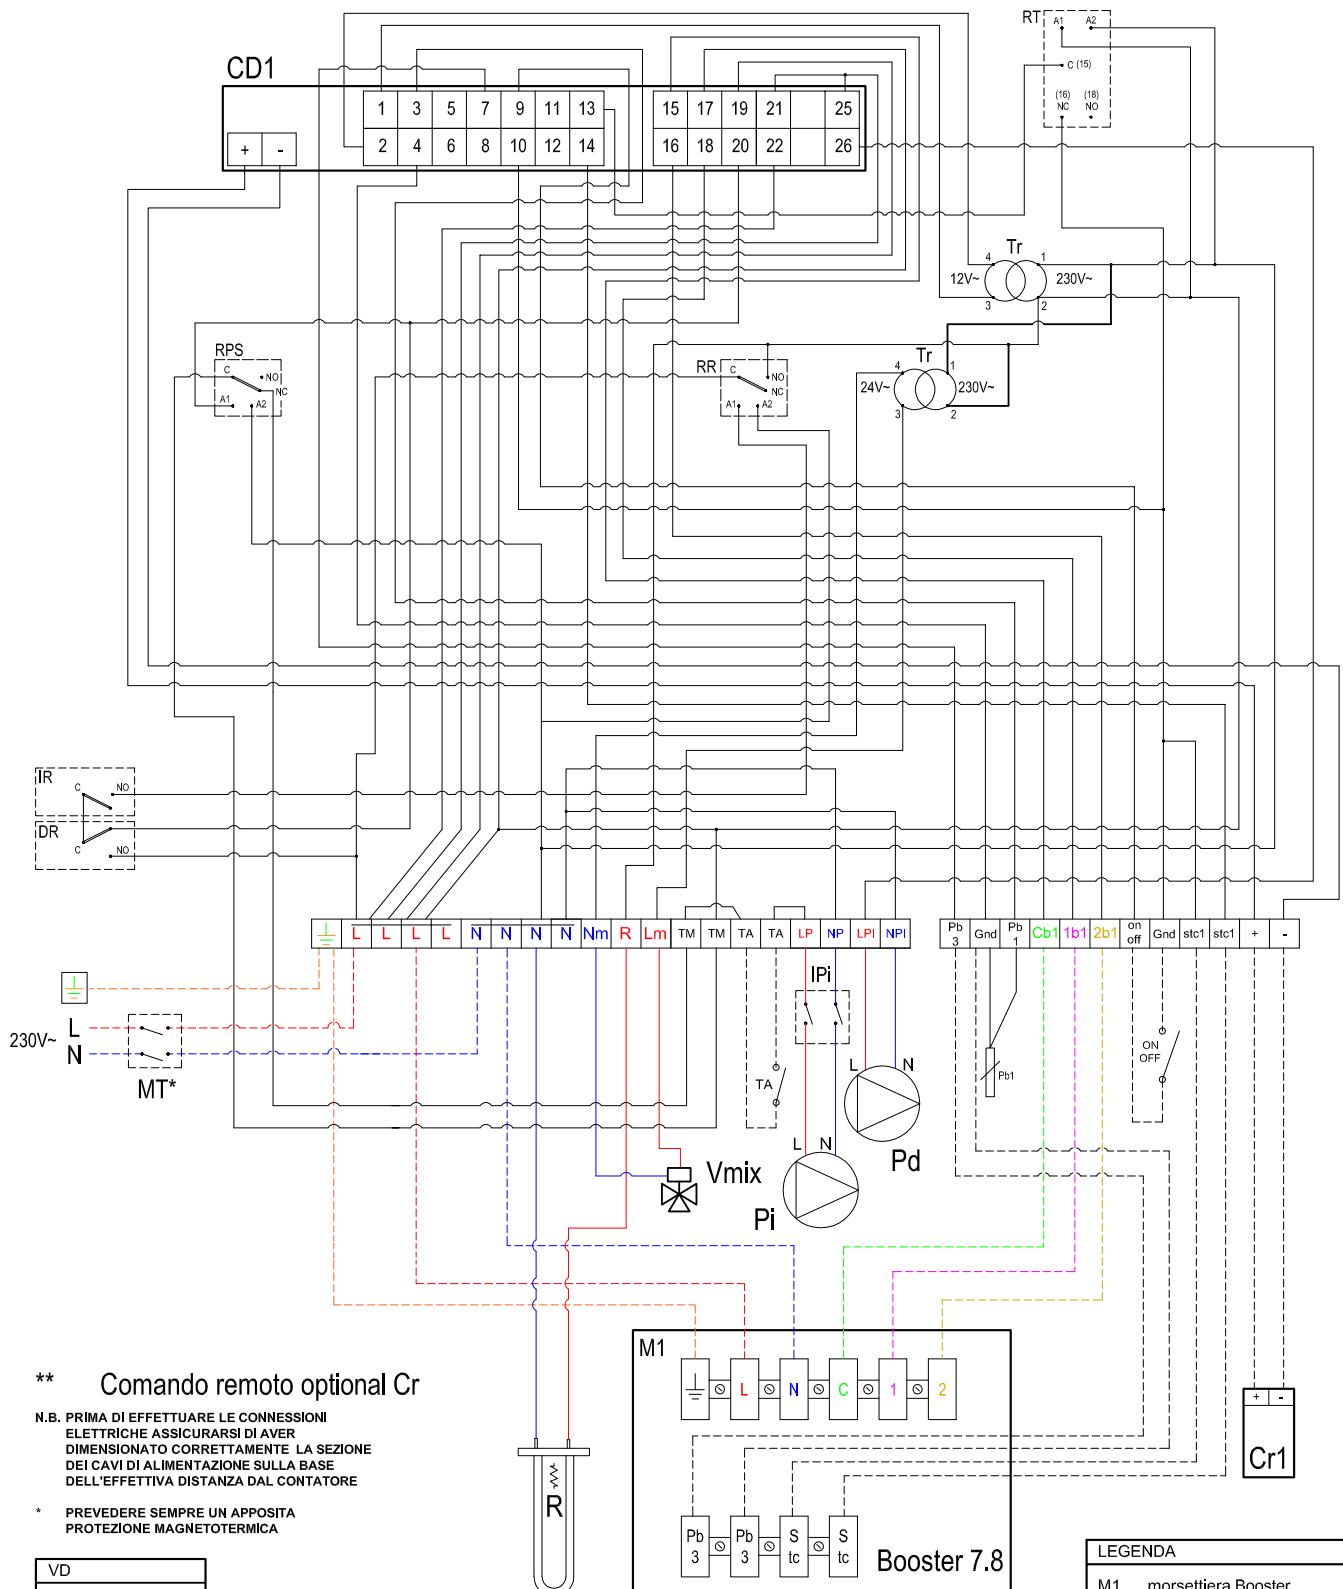 RT
A1 A2
C (15)
(16) (18)
NC NO
CD1
1 3 5 7 9 11 13 15 17 19 21 25
+ - 2 4 6 8 10 12 14 16 18 20 22 26
Tr
4 1
12V~ 230V~
3 2
RPS
C NO
NC
A1 A2
RR
C NO
NC
A1 A2
Tr
4 1
24V~ 230V~
3 2
IR
C NO
DR
C NO
L L L L N N N N Nm R Lm TM TM TA TA LP NP LPI NPI
Pb 3 Gnd Pb 1 Cb1 1b1 2b1 on off Gnd stc1 stc1 + -
230V~ L
N
MT*
IPi
TA
L N
Pd
L N
Pi
Vmix
Pb1
ON
OFF
M1
L N C 1 2
Pb 3 Pb 3 S tc S tc
Booster 7.8
+ -
Cr1
R
** Comando remoto optional Cr
N.B. PRIMA DI EFFETTUARE LE CONNESSIONI
ELETTRICHE ASSICURARSI DI AVER
DIMENSIONATO CORRETTAMENTE LA SEZIONE
DEI CAVI DI ALIMENTAZIONE SULLA BASE
DELL'EFFETTIVA DISTANZA DAL CONTATORE
* PREVEDERE SEMPRE UN APPOSITA
PROTEZIONE MAGNETOTERMICA
VD
LEGENDA
M1 morsettiera Booster